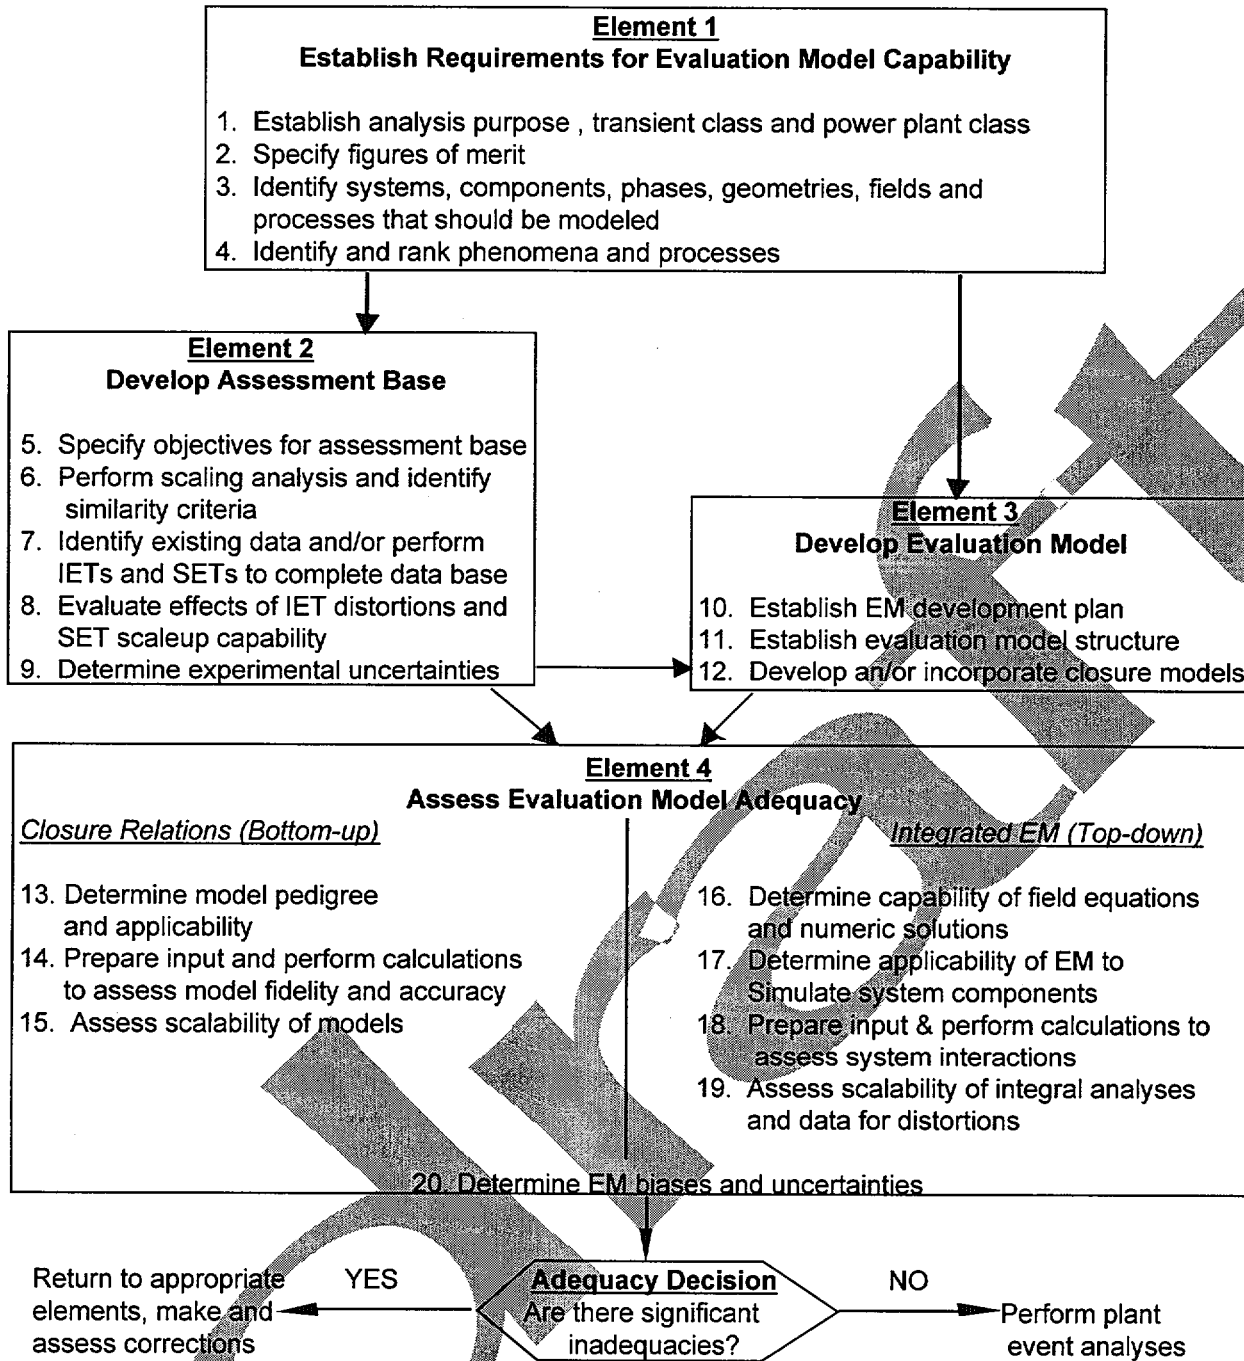 Element 1
Establish Requirements for Evaluation Model Capability
1. Establish analysis purpose , transient class and power plant class
2. Specify figures of merit
3. Identify systems, components, phases, geometries, fields and
processes that should be modeled
4. Identify and rank phenomena and processes
Element 2
Develop Assessment Base
5. Specify objectives for assessment base
6. Perform scaling analysis and identify
similarity criteria
7. Identify existing data and/or perform
IETs and SETs to complete data base
8. Evaluate effects of IET distortions and
SET scaleup capability
9. Determine experimental uncertainties
Element 3
Develop Evaluation Model
10. Establish EM development plan
11. Establish evaluation model structure
12. Develop an/or incorporate closure models
Element 4
Assess Evaluation Model Adequacy
Closure Relations (Bottom-up)
13. Determine model pedigree
and applicability
14. Prepare input and perform calculations
to assess model fidelity and accuracy
15. Assess scalability of models
Integrated EM (Top-down)
16. Determine capability of field equations
and numeric solutions
17. Determine applicability of EM to
Simulate system components
18. Prepare input & perform calculations to
assess system interactions
19. Assess scalability of integral analyses
and data for distortions
20. Determine EM biases and uncertainties
Adequacy Decision
Are there significant
inadequacies?
YES
Return to appropriate
elements, make and
assess corrections
NO
Perform plant
event analyses